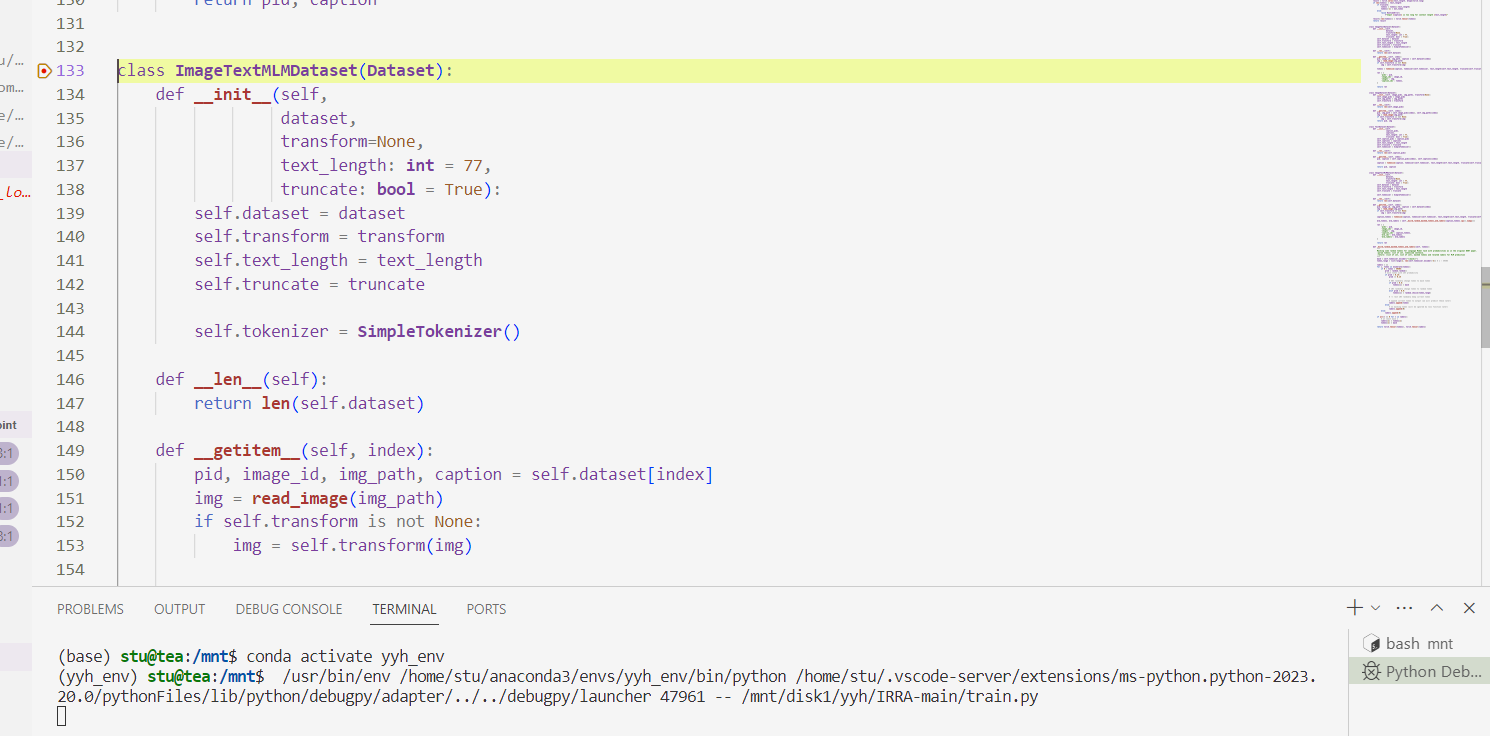 130 return pid, caption
131
132
133 class ImageTextMLMDataset(Dataset):
134 def __init__(self,
135 dataset,
136 transform=None,
137 text_length: int = 77,
138 truncate: bool = True):
139 self.dataset = dataset
140 self.transform = transform
141 self.text_length = text_length
142 self.truncate = truncate
143
144 self.tokenizer = SimpleTokenizer()
145
146 def __len__(self):
147 return len(self.dataset)
148
149 def __getitem__(self, index):
150 pid, image_id, img_path, caption = self.dataset[index]
151 img = read_image(img_path)
152 if self.transform is not None:
153 img = self.transform(img)
154
u/...
om...
e/...
e/...
_lo...
oint
3:1
1:1
1:1
3:1
PROBLEMS OUTPUT DEBUG CONSOLE TERMINAL PORTS
(base) stu@tea:/mnt$ conda activate yyh_env
(yyh_env) stu@tea:/mnt$  /usr/bin/env /home/stu/anaconda3/envs/yyh_env/bin/python /home/stu/.vscode-server/extensions/ms-python.python-2023.
20.0/pythonFiles/lib/python/debugpy/adapter/../../debugpy/launcher 47961 -- /mnt/disk1/yyh/IRRA-main/train.py
bash mnt
Python Deb...